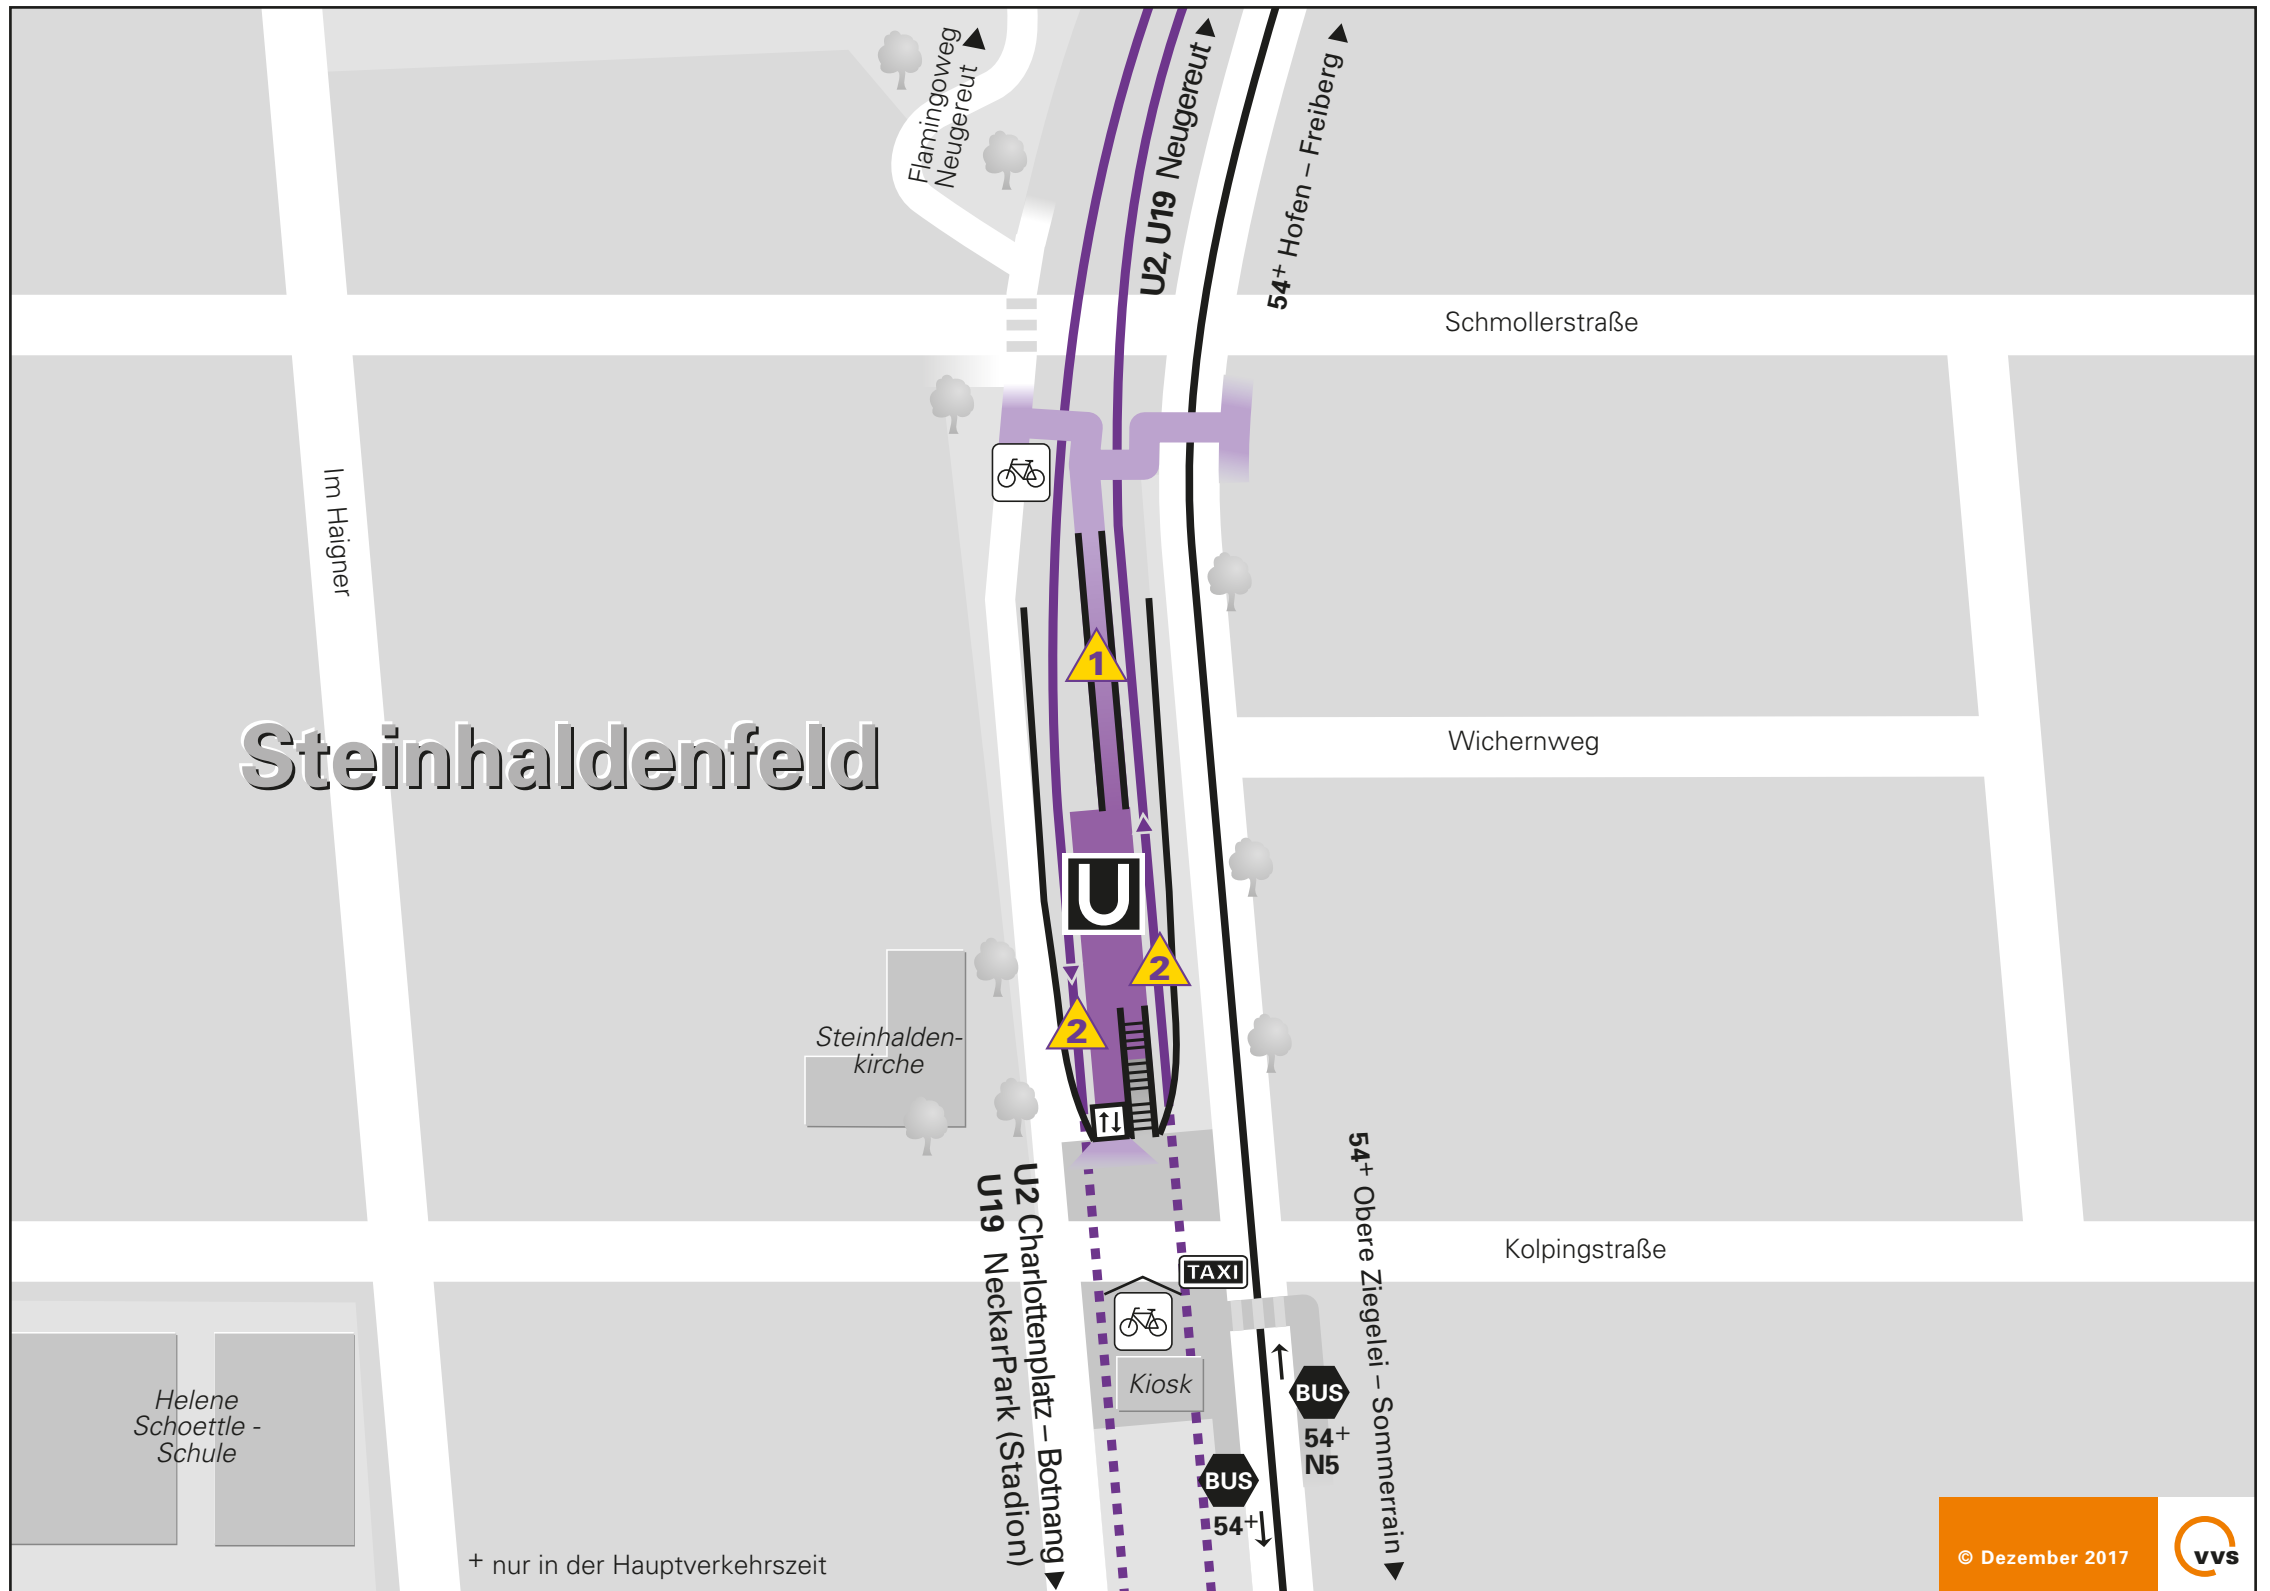 Flamingoweg
Neugereut
U2, U19 Neugereut
54+ Hofen – Freiberg
Schmollerstraße
Im Haigner
1
Steinhaldenfeld
Wichernweg
U
2
2
Steinhalden-
kirche
U2 Charlottenplatz – Botnang
U19 NeckarPark (Stadion)
54+ Obere Ziegelei – Sommerrain
Kolpingstraße
TAXI
Kiosk
BUS
54+
N5
BUS
54+
Helene
Schoettle -
Schule
+ nur in der Hauptverkehrszeit
© Dezember 2017
vvs